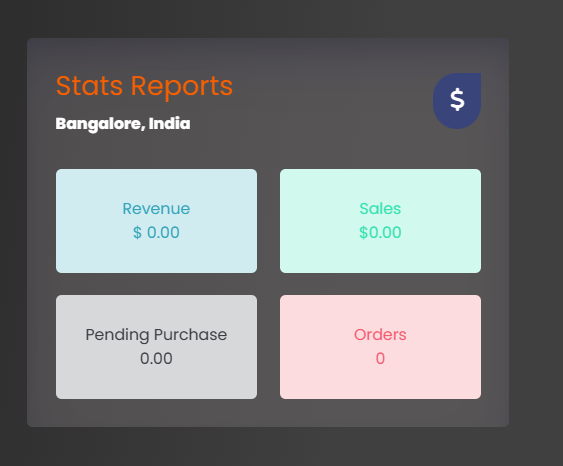 Stats Reports
$
Bangalore, India
Revenue
$ 0.00
Sales
$0.00
Pending Purchase
0.00
Orders
0